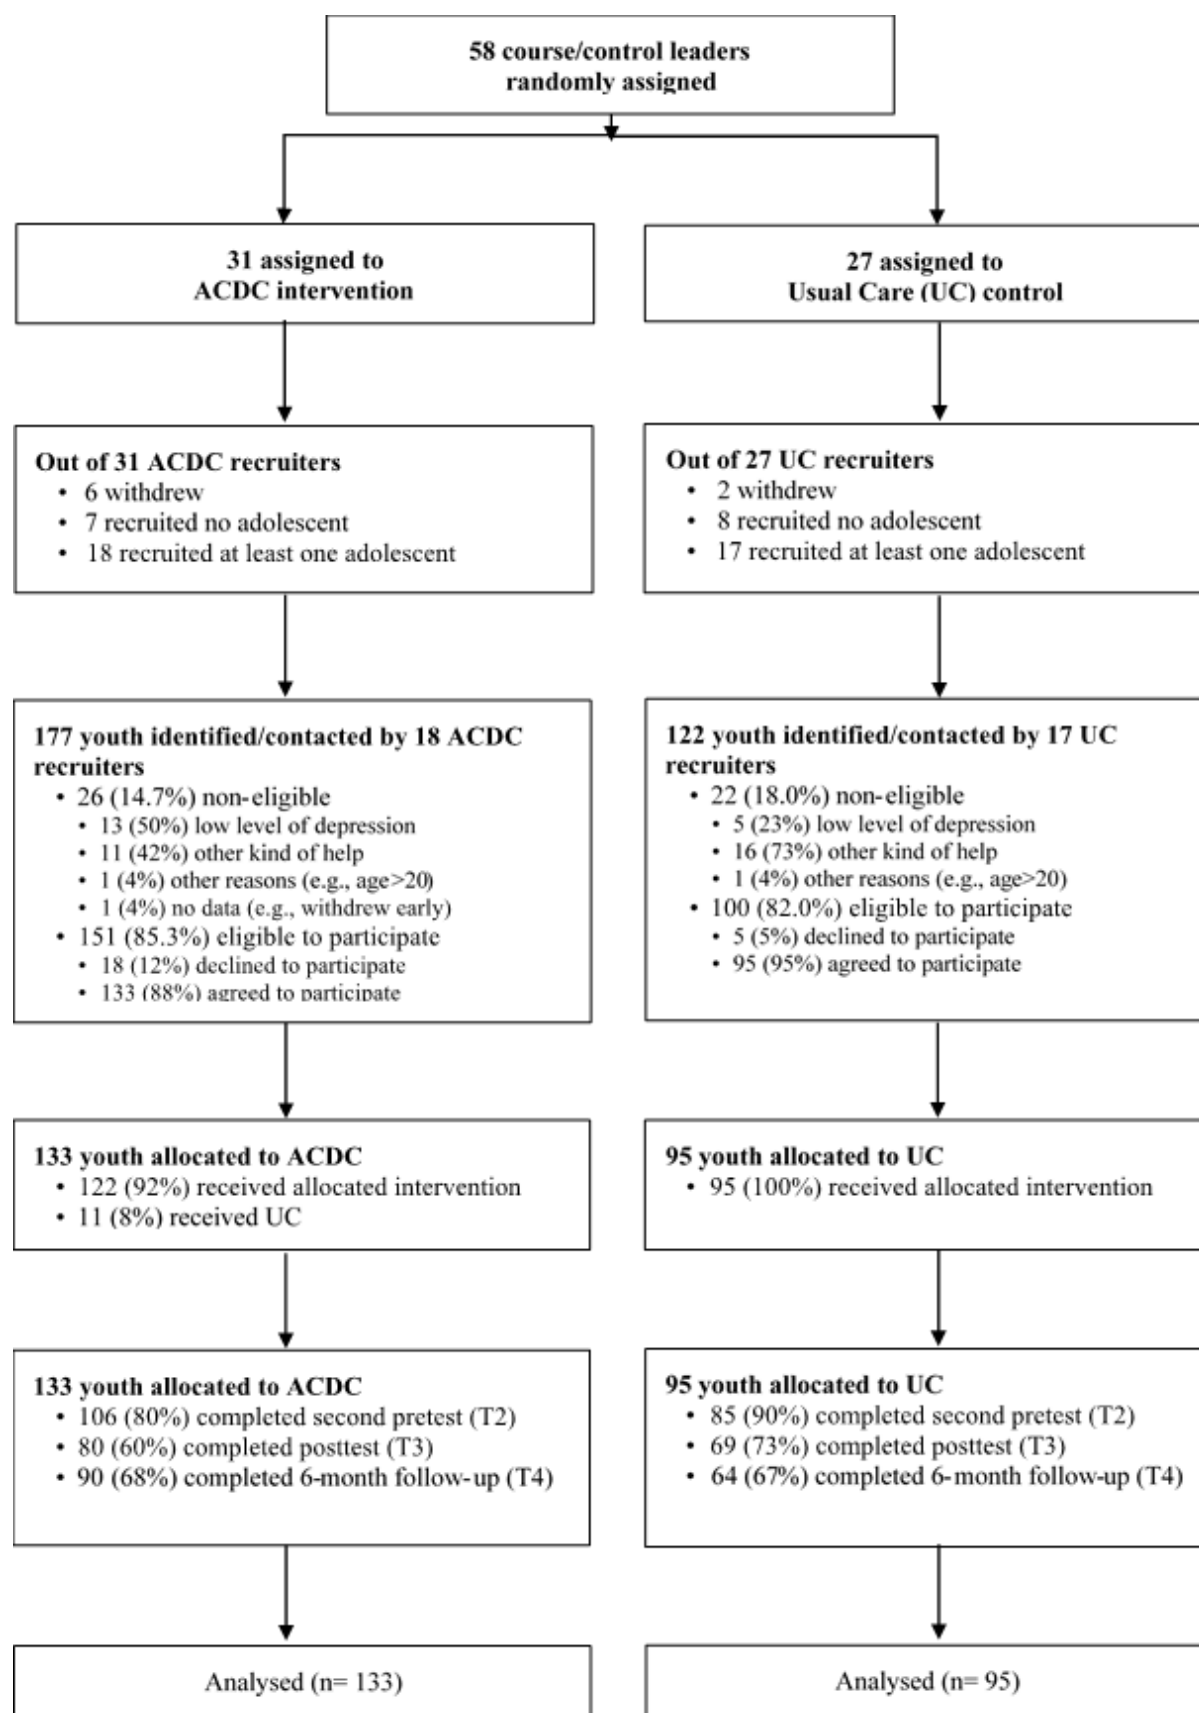 58 course/control leaders
randomly assigned
31 assigned to
ACDC intervention
27 assigned to
Usual Care (UC) control
Out of 31 ACDC recruiters
• 6 withdrew
• 7 recruited no adolescent
• 18 recruited at least one adolescent
Out of 27 UC recruiters
• 2 withdrew
• 8 recruited no adolescent
• 17 recruited at least one adolescent
177 youth identified/contacted by 18 ACDC
recruiters
• 26 (14.7%) non-eligible
• 13 (50%) low level of depression
• 11 (42%) other kind of help
• 1 (4%) other reasons (e.g., age>20)
• 1 (4%) no data (e.g., withdrew early)
• 151 (85.3%) eligible to participate
• 18 (12%) declined to participate
• 133 (88%) agreed to participate
122 youth identified/contacted by 17 UC
recruiters
• 22 (18.0%) non-eligible
• 5 (23%) low level of depression
• 16 (73%) other kind of help
• 1 (4%) other reasons (e.g., age>20)
• 100 (82.0%) eligible to participate
• 5 (5%) declined to participate
• 95 (95%) agreed to participate
133 youth allocated to ACDC
• 122 (92%) received allocated intervention
• 11 (8%) received UC
95 youth allocated to UC
• 95 (100%) received allocated intervention
133 youth allocated to ACDC
• 106 (80%) completed second pretest (T2)
• 80 (60%) completed posttest (T3)
• 90 (68%) completed 6-month follow-up (T4)
95 youth allocated to UC
• 85 (90%) completed second pretest (T2)
• 69 (73%) completed posttest (T3)
• 64 (67%) completed 6-month follow-up (T4)
Analysed (n= 133)
Analysed (n= 95)